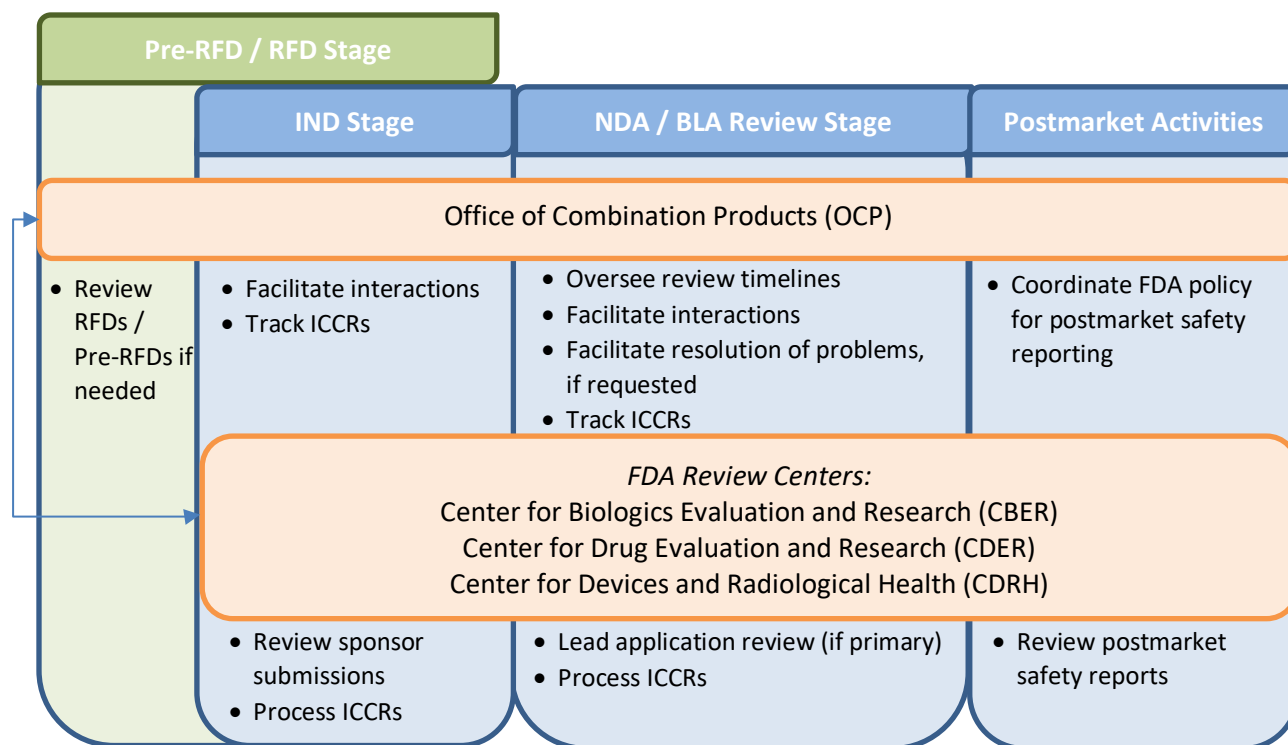 Pre-RFD / RFD Stage
IND Stage
NDA / BLA Review Stage
Postmarket Activities
Office of Combination Products (OCP)
• Review
RFDs /
Pre-RFDs if
needed
• Facilitate interactions
• Track ICCRs
• Oversee review timelines
• Facilitate interactions
• Facilitate resolution of problems,
if requested
• Track ICCRs
• Coordinate FDA policy
for postmarket safety
reporting
FDA Review Centers:
Center for Biologics Evaluation and Research (CBER)
Center for Drug Evaluation and Research (CDER)
Center for Devices and Radiological Health (CDRH)
• Review sponsor
submissions
• Process ICCRs
• Lead application review (if primary)
• Process ICCRs
• Review postmarket
safety reports